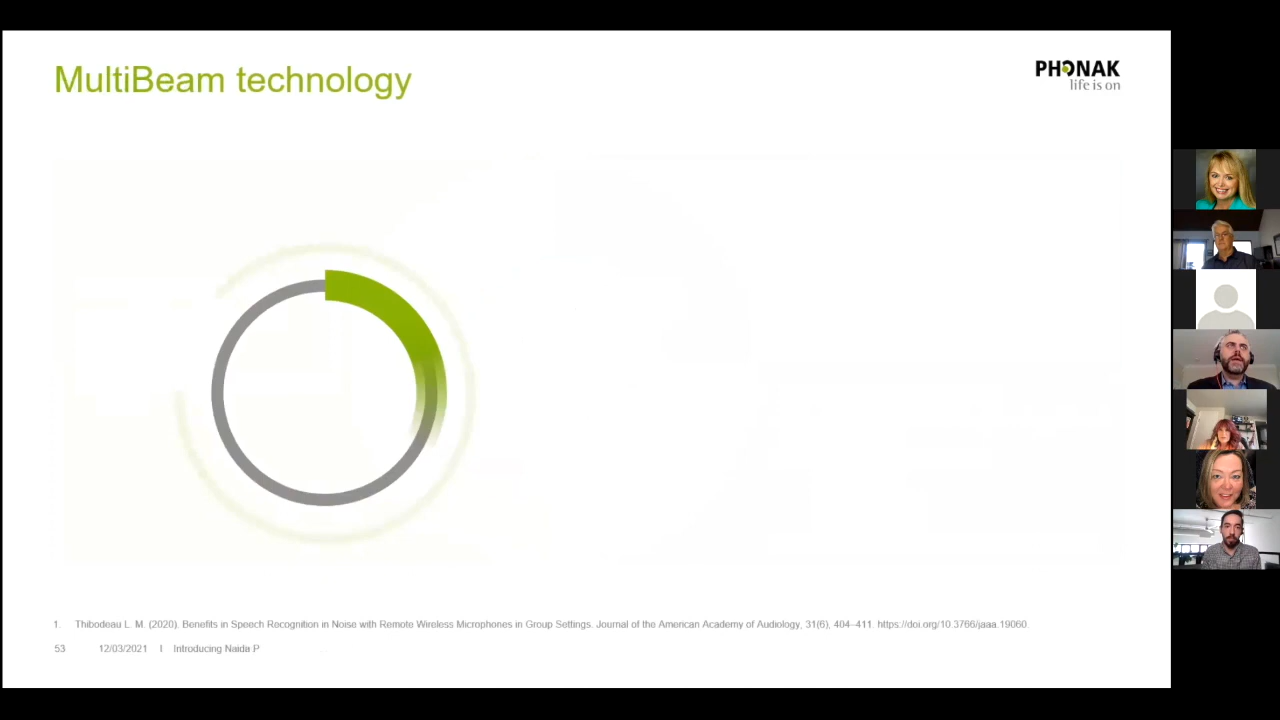 MultiBeam technology
PHONAK
life is on
1. Thibodeau L. M. (2020). Benefits in Speech Recognition in Noise with Remote Wireless Microphones in Group Settings. Journal of the American Academy of Audiology, 31(6), 404–411. https://doi.org/10.3766/jaaa.19060.
53 12/03/2021 I Introducing Naida P